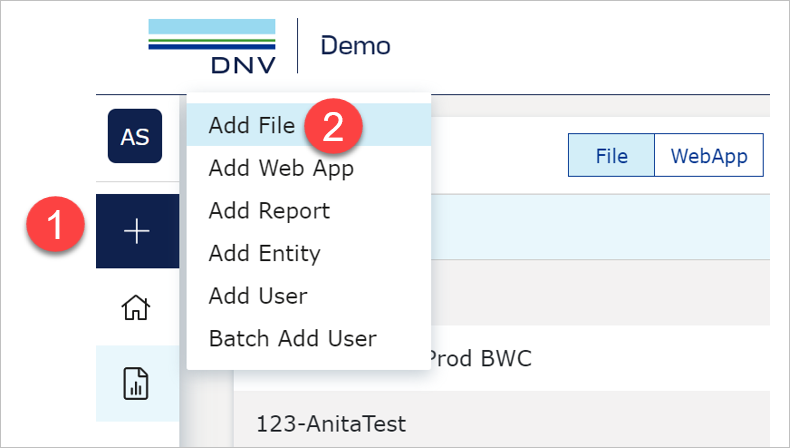 DNV
Demo
AS
Add File
2
File
WebApp
Add Web App
1
Add Report
Add Entity
Add User
Batch Add User
Prod BWC
123-AnitaTest